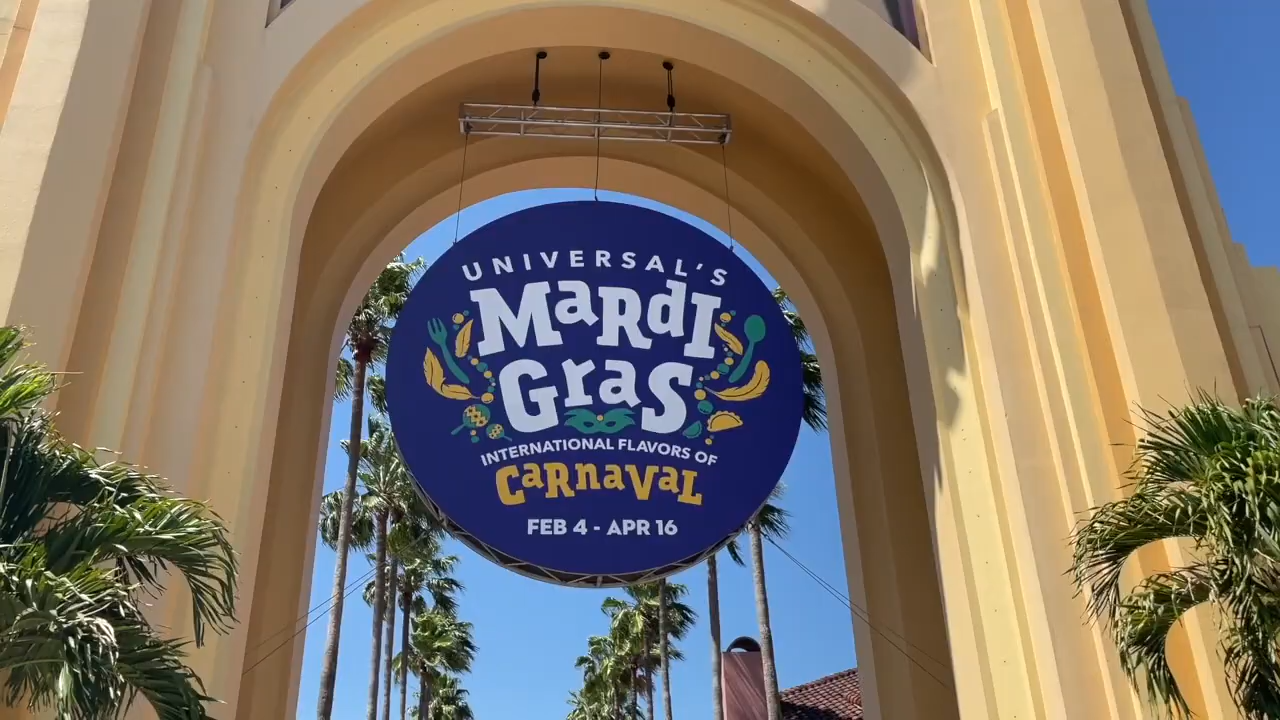 UNIVERSAL'S
MARDI
GRAS
INTERNATIONAL FLAVORS OF
CARNAVAL
FEB 4 - APR 16